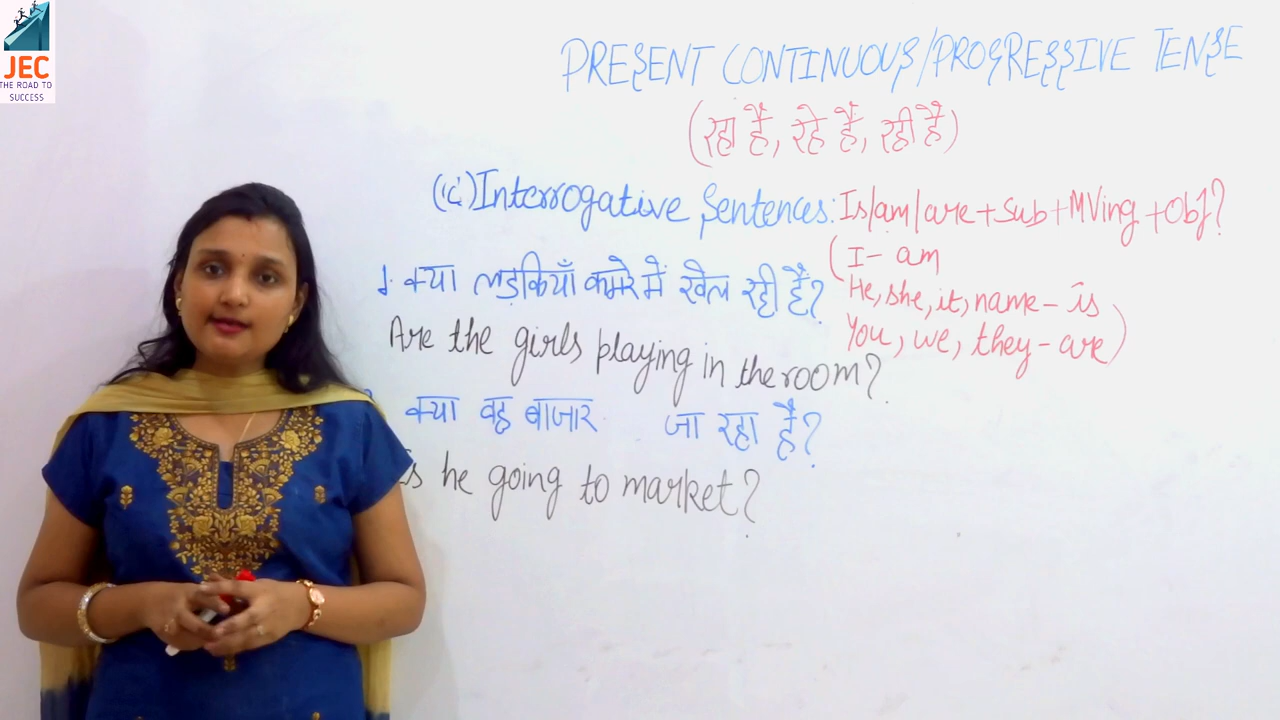 JEC
THE ROAD TO
SUCCESS
PRESENT CONTINUOUS/PROGRESSIVE TENSE
(रहा है, रहे हैं, रही है)
(ic) Interrogative Sentences: Is/am/are + Sub + MVing + Obj?
(I - am
He, she, it, name - is
You, we, they - are)
1. क्या लड़कियाँ कमरे में खेल रही हैं?
Are the girls playing in the room?
क्या वह बाजार जा रहा है?
Is he going to market?